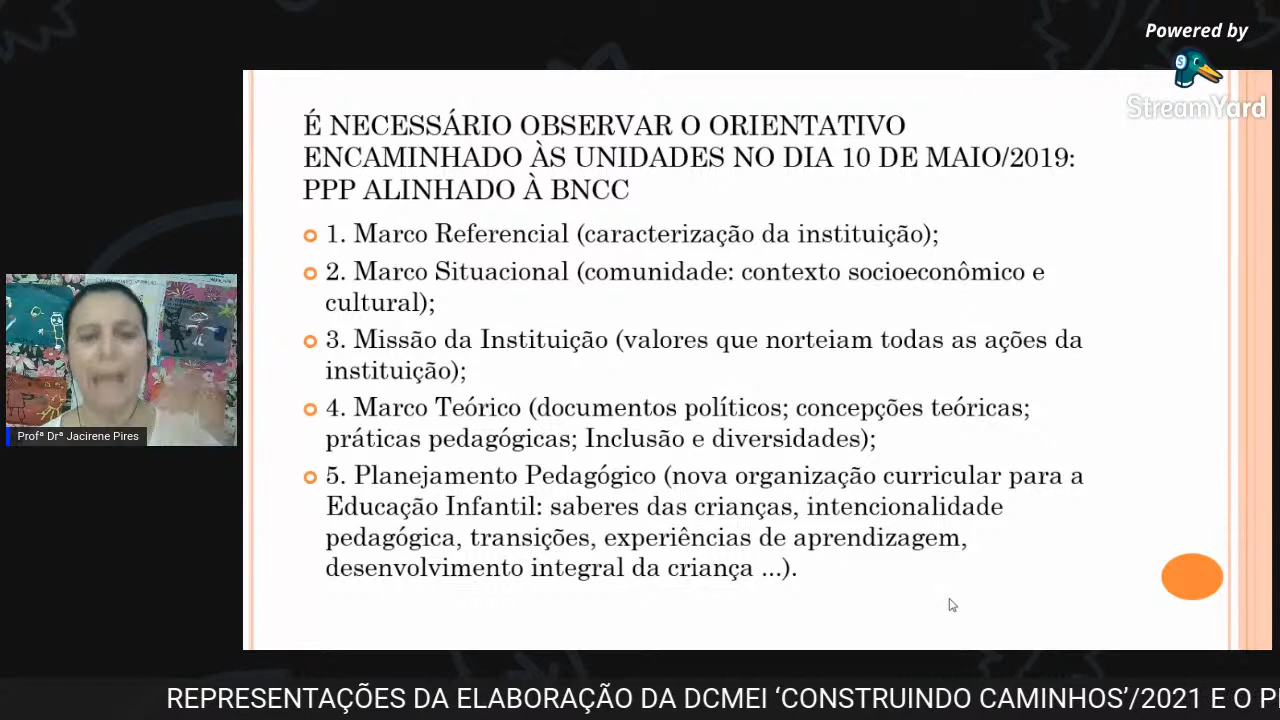 Powered by
StreamYard
É NECESSÁRIO OBSERVAR O ORIENTATIVO
ENCAMINHADO ÀS UNIDADES NO DIA 10 DE MAIO/2019:
PPP ALINHADO À BNCC
1. Marco Referencial (caracterização da instituição);
2. Marco Situacional (comunidade: contexto socioeconômico e
cultural);
3. Missão da Instituição (valores que norteiam todas as ações da
instituição);
4. Marco Teórico (documentos políticos; concepções teóricas;
práticas pedagógicas; Inclusão e diversidades);
5. Planejamento Pedagógico (nova organização curricular para a
Educação Infantil: saberes das crianças, intencionalidade
pedagógica, transições, experiências de aprendizagem,
desenvolvimento integral da criança ...).
Profª Drª Jacirene Pires
REPRESENTAÇÕES DA ELABORAÇÃO DA DCMEI ‘CONSTRUINDO CAMINHOS’/2021 E O